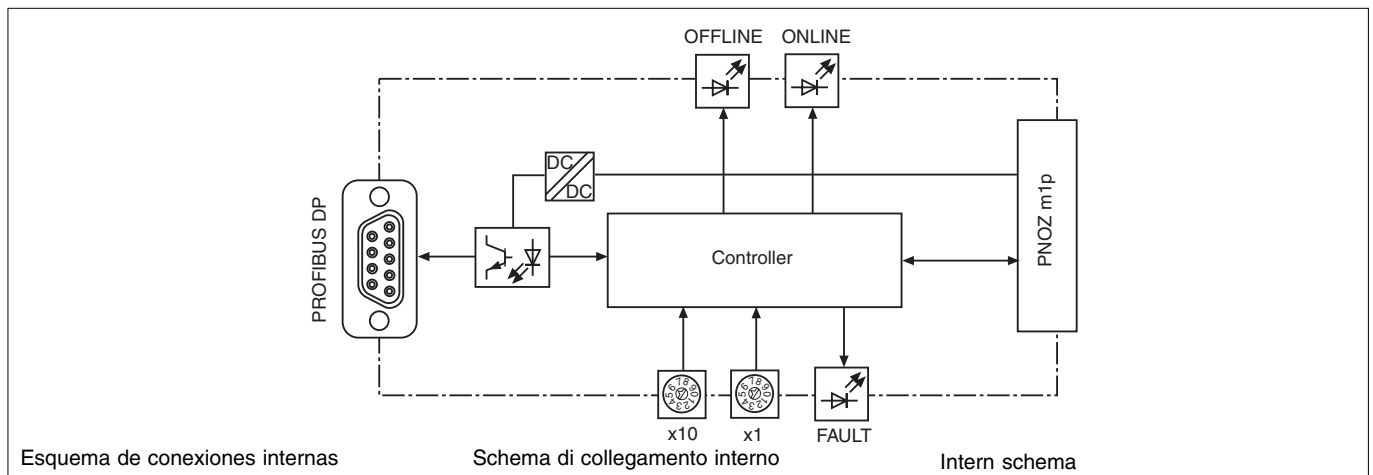 OFFLINE ONLINE
DC
DC
PROFIBUS DP
Controller
PNOZ m1p
x10 x1 FAULT
Esquema de conexiones internas Schema di collegamento interno Intern schema